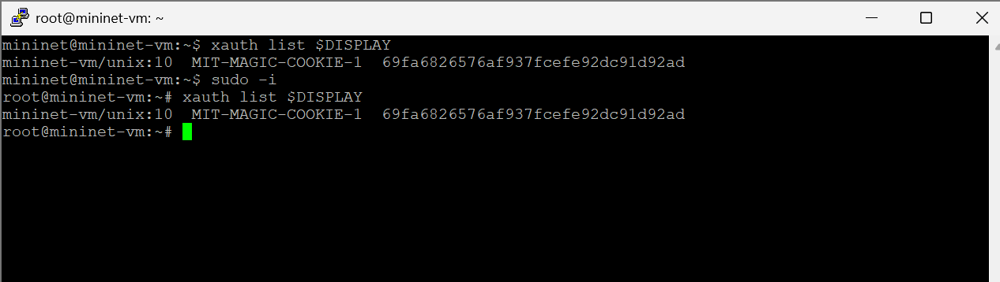 root@mininet-vm: ~
mininet@mininet-vm:~$ xauth list $DISPLAY
mininet-vm/unix:10  MIT-MAGIC-COOKIE-1  69fa6826576af937fcefe92dc91d92ad
mininet@mininet-vm:~$ sudo -i
root@mininet-vm:~# xauth list $DISPLAY
mininet-vm/unix:10  MIT-MAGIC-COOKIE-1  69fa6826576af937fcefe92dc91d92ad
root@mininet-vm:~#